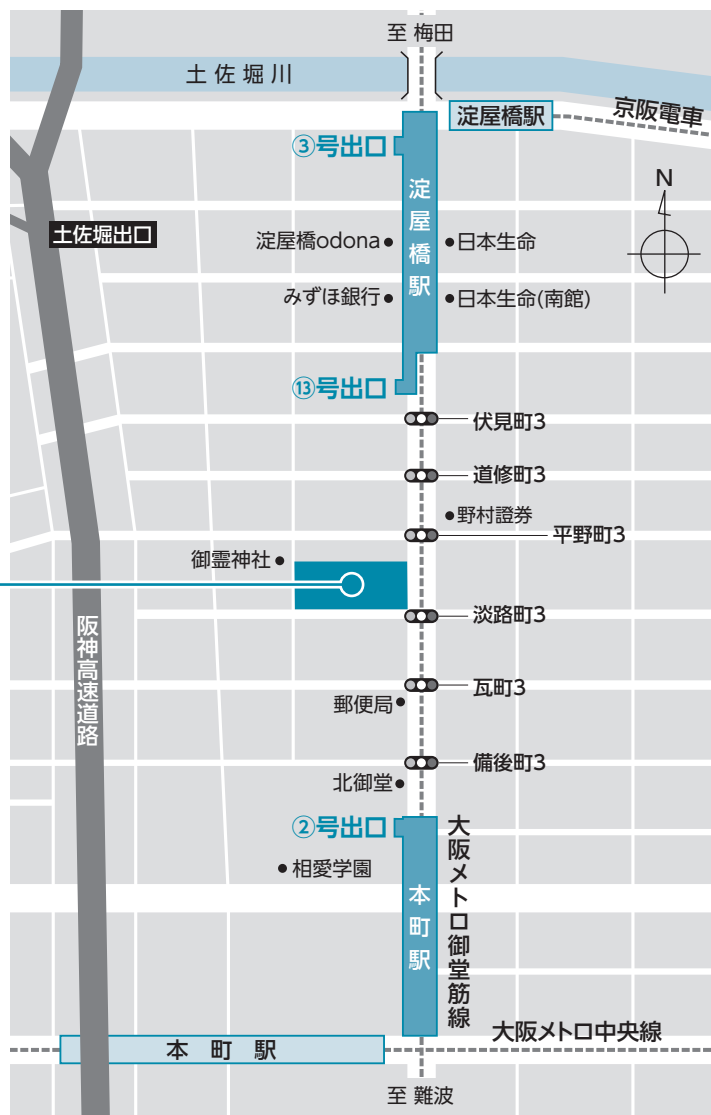 至 梅田
土佐堀川
淀屋橋駅
京阪電車
③号出口
N
淀屋橋駅
土佐堀出口
淀屋橋odona
日本生命
みずほ銀行
日本生命(南館)
⑬号出口
伏見町3
道修町3
野村證券
平野町3
御霊神社
淡路町3
阪神高速道路
瓦町3
郵便局
備後町3
北御堂
②号出口
大阪メトロ御堂筋線
相愛学園
本町駅
大阪メトロ中央線
本町駅
至 難波